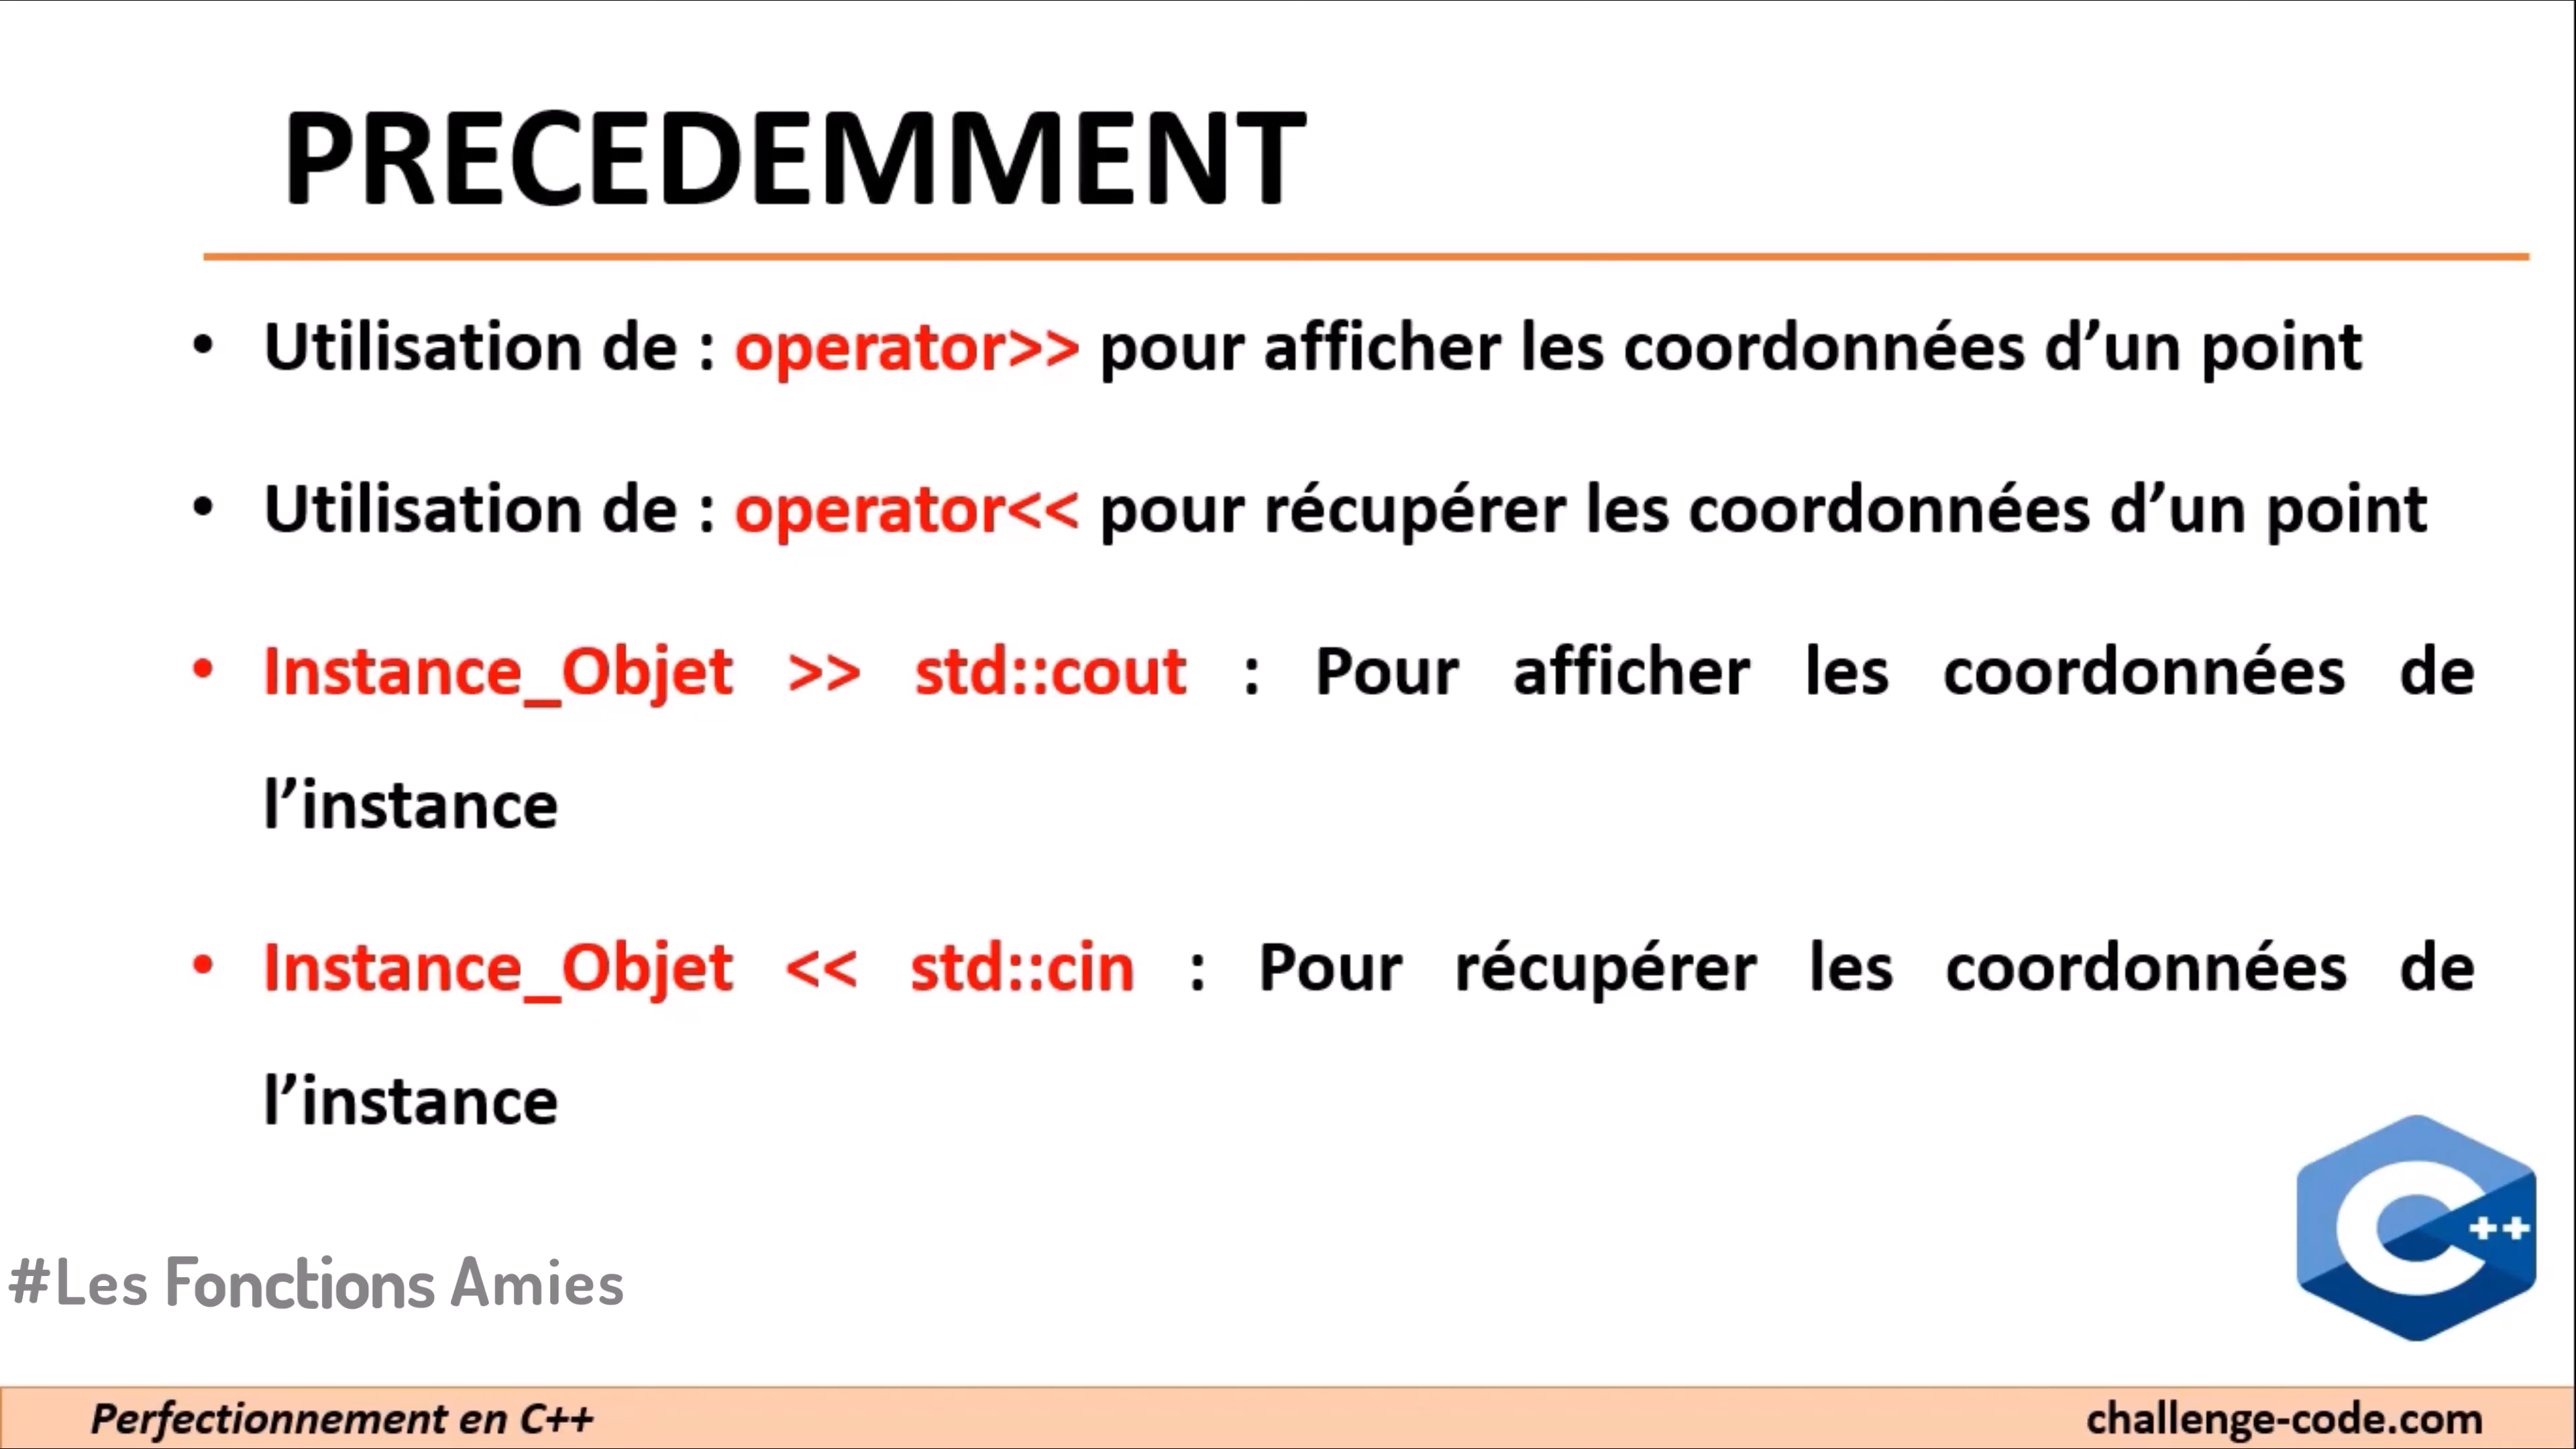 PRECEDEMMENT
• Utilisation de : operator>> pour afficher les coordonnées d’un point
• Utilisation de : operator<< pour récupérer les coordonnées d’un point
• Instance_Objet >> std::cout : Pour afficher les coordonnées de
l’instance
• Instance_Objet << std::cin : Pour récupérer les coordonnées de
l’instance
C++
#Les Fonctions Amies
Perfectionnement en C++
challenge-code.com